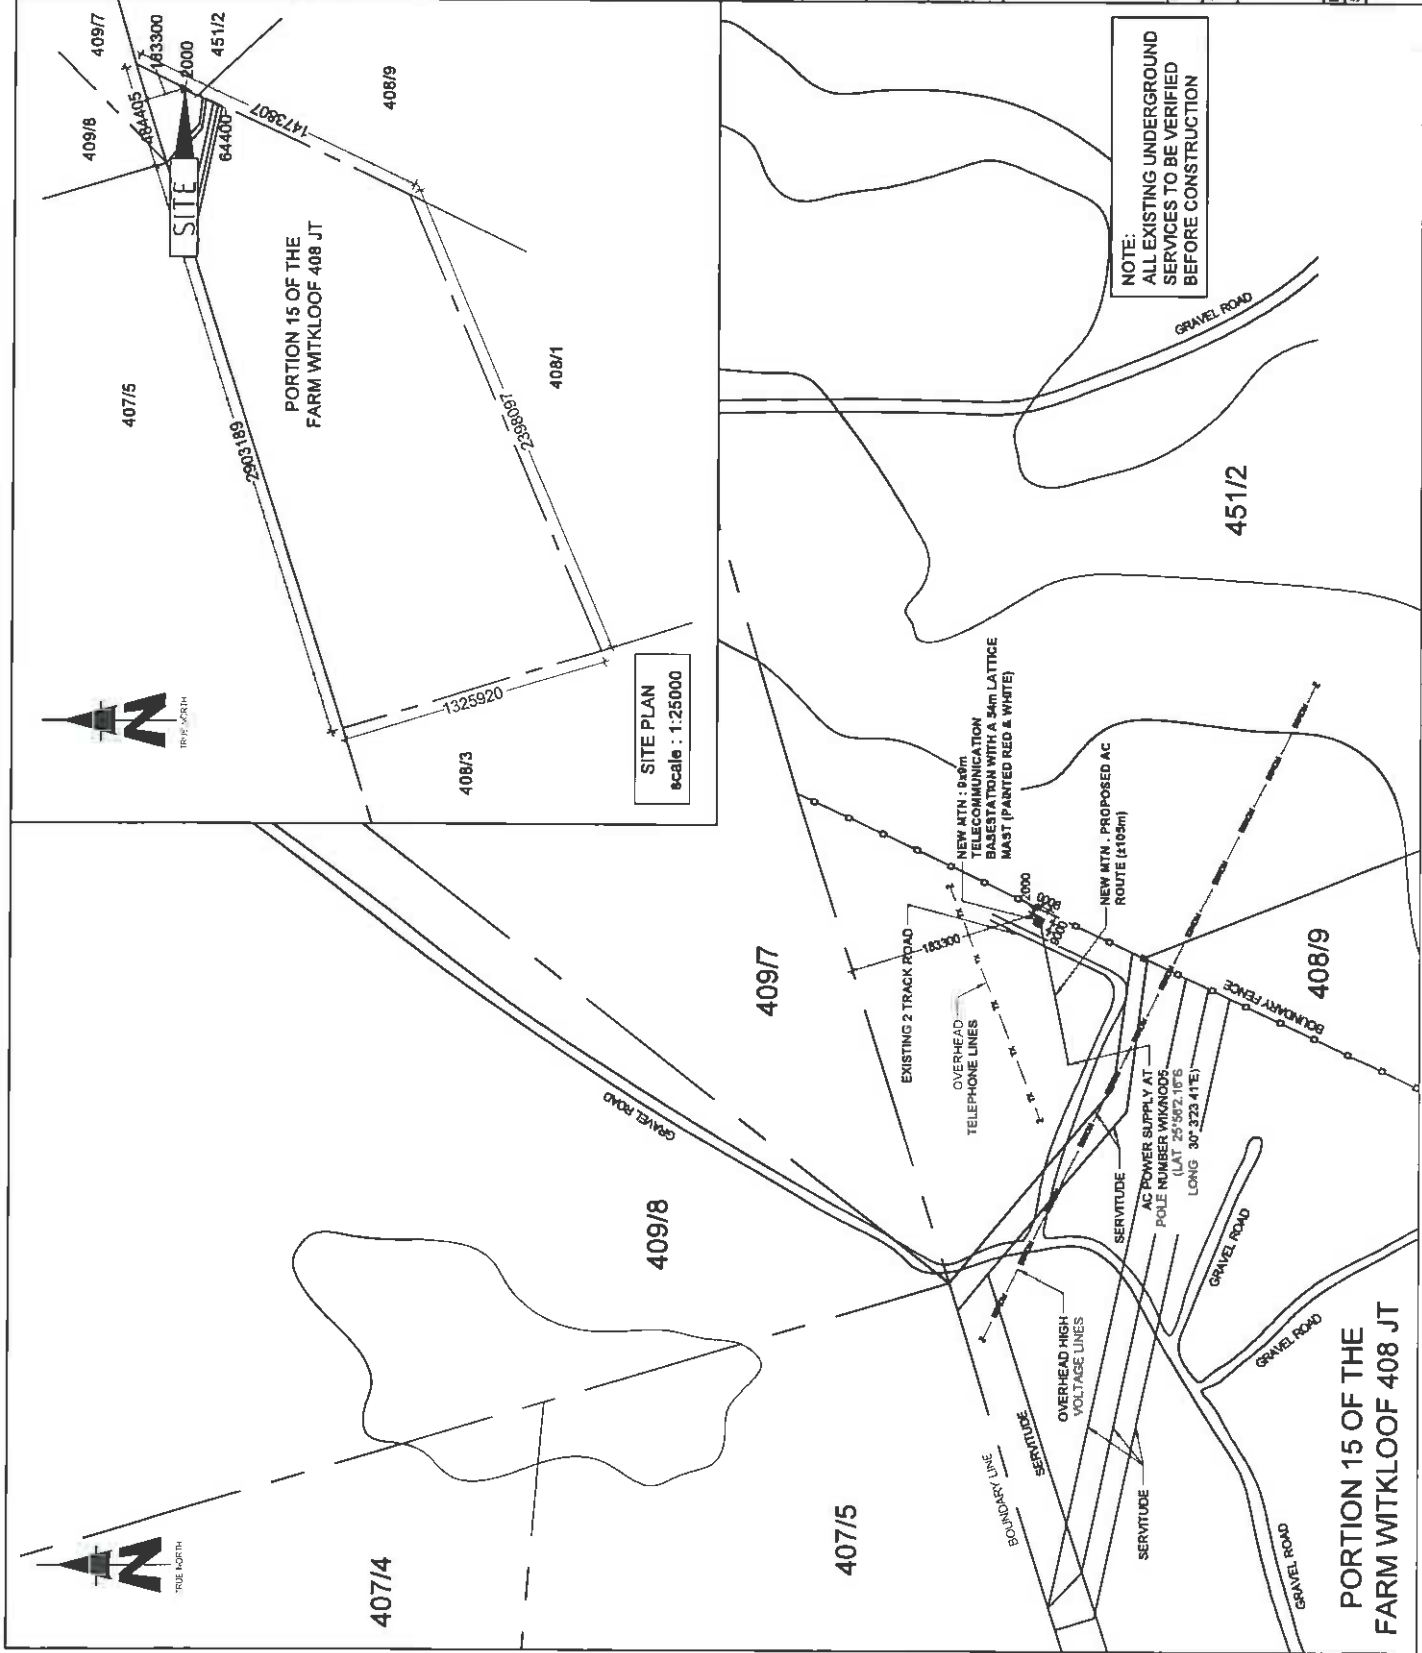 TRUE NORTH
407/5
409/8
409/7
484405
183300
2000
451/2
64400
1473807
408/9
2903189
PORTION 15 OF THE
FARM WITKLOOF 408 JT
1325920
408/3
2398097
408/1
SITE
SITE PLAN
scale : 1:25000
TRUE NORTH
407/4
409/8
GRAVEL ROAD
407/5
409/7
EXISTING 2 TRACK ROAD
183300
OVERHEAD
TELEPHONE LINES
TX
TX
TX
TX
NEW MTN : 9x9m
TELECOMMUNICATION
BASESTATION WITH A 54m LATTICE
MAST (PAINTED RED & WHITE)
2000
9000
9000
NEW MTN : PROPOSED AC
ROUTE (±105m)
451/2
GRAVEL ROAD
NOTE:
ALL EXISTING UNDERGROUND
SERVICES TO BE VERIFIED
BEFORE CONSTRUCTION
BOUNDARY LINE
SERVITUDE
OVERHEAD HIGH
VOLTAGE LINES
SERVITUDE
SERVITUDE
AC POWER SUPPLY AT
POLE NUMBER
BOUNDARY FENCE
408/9
GRAVEL ROAD
GRAVEL ROAD
GRAVEL ROAD
PORTION 15 OF THE
FARM WITKLOOF 408 JT